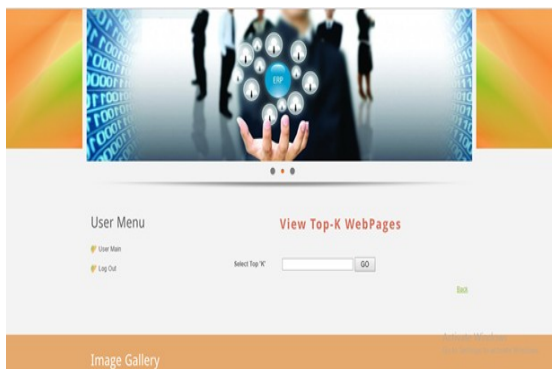 ERP
User Menu
View Top-K WebPages
User Main
Select Top 'K'
GO
Log Out
Back
Image Gallery